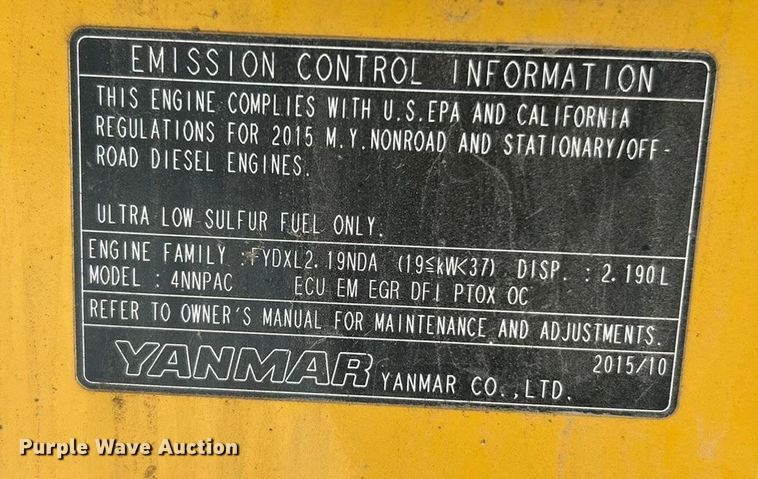 EMISSION CONTROL INFORMATION
THIS ENGINE COMPLIES WITH U.S.EPA AND CALIFORNIA
REGULATIONS FOR 2015 M.Y.NONROAD AND STATIONARY/OFF-
ROAD DIESEL ENGINES.
ULTRA LOW SULFUR FUEL ONLY.
ENGINE FAMILY :FYDXL2.19NDA (19≦kW<37) DISP. : 2.190L
MODEL : 4NNPAC ECU EM EGR DFI PTOX OC
REFER TO OWNER'S MANUAL FOR MAINTENANCE AND ADJUSTMENTS.
YANMAR YANMAR CO.,LTD. 2015/10
Purple Wave Auction